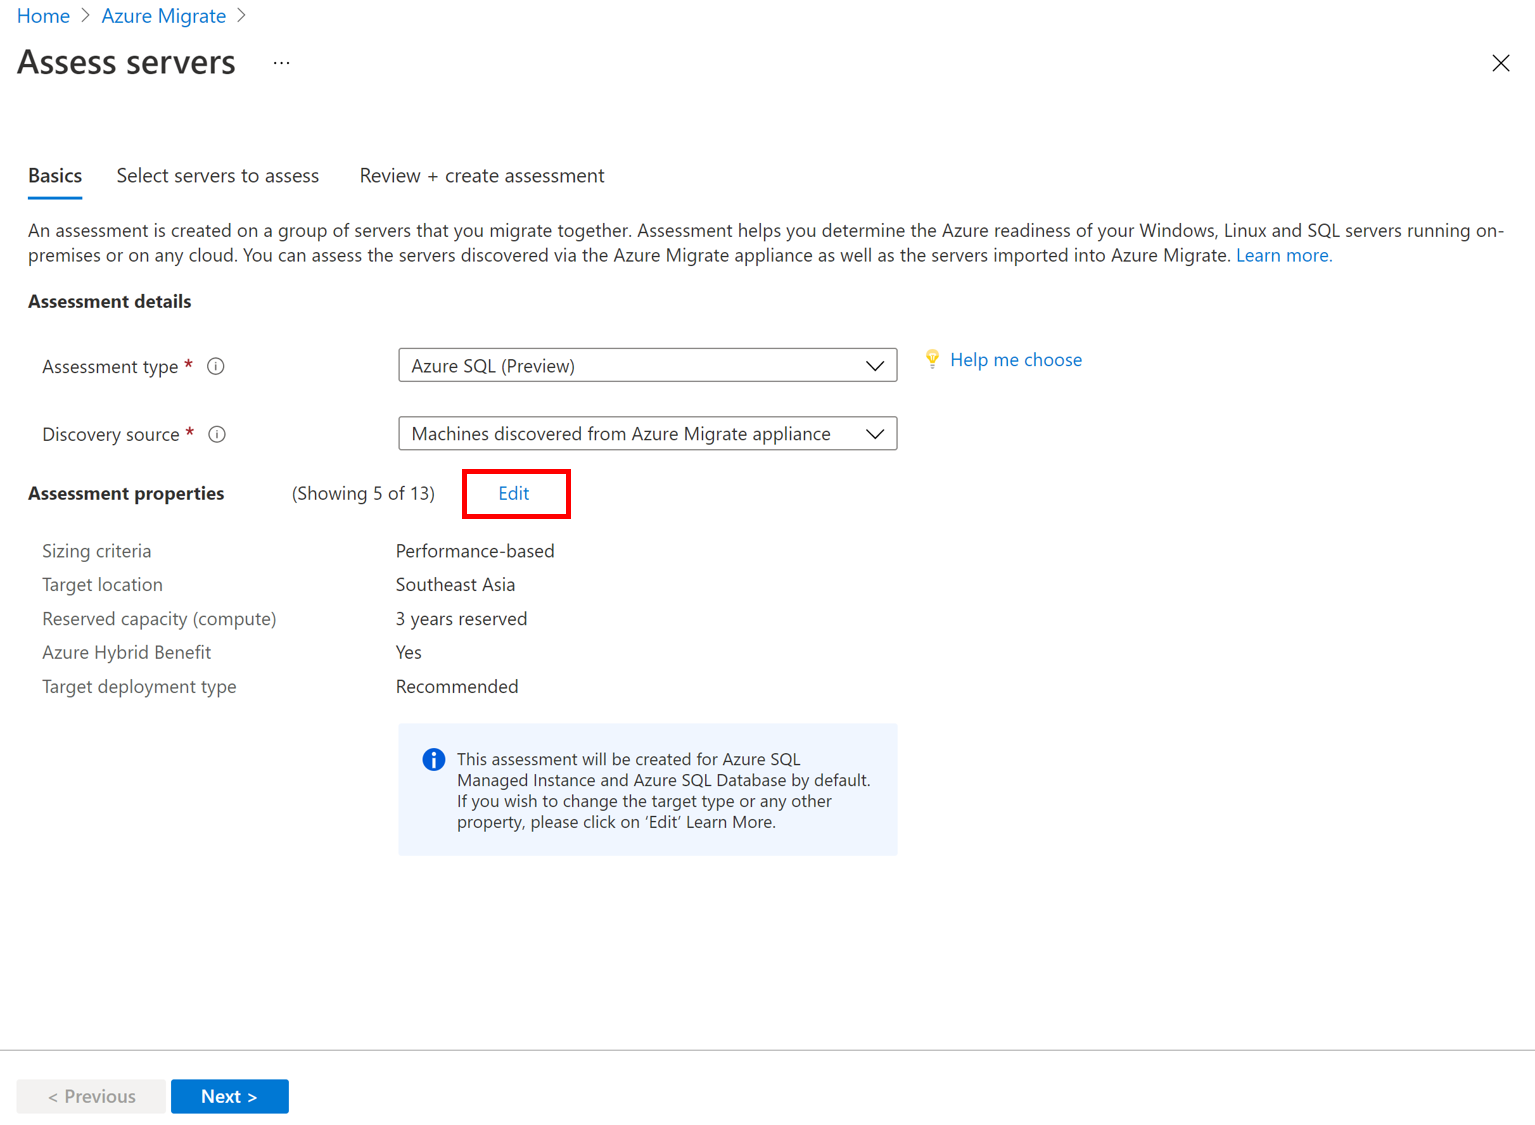 Home > Azure Migrate >
Assess servers ...
Basics Select servers to assess Review + create assessment
An assessment is created on a group of servers that you migrate together. Assessment helps you determine the Azure readiness of your Windows, Linux and SQL servers running on-
premises or on any cloud. You can assess the servers discovered via the Azure Migrate appliance as well as the servers imported into Azure Migrate. Learn more.
Assessment details
Assessment type * Azure SQL (Preview) Help me choose
Discovery source * Machines discovered from Azure Migrate appliance
Assessment properties (Showing 5 of 13) Edit
Sizing criteria Performance-based
Target location Southeast Asia
Reserved capacity (compute) 3 years reserved
Azure Hybrid Benefit Yes
Target deployment type Recommended
This assessment will be created for Azure SQL
Managed Instance and Azure SQL Database by default.
If you wish to change the target type or any other
property, please click on ‘Edit’ Learn More.
< Previous Next >